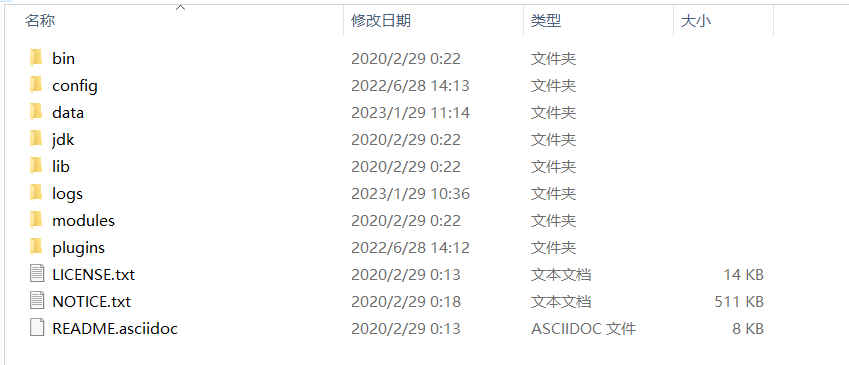 名称 修改日期 类型 大小
bin 2020/2/29 0:22 文件夹
config 2022/6/28 14:13 文件夹
data 2023/1/29 11:14 文件夹
jdk 2020/2/29 0:22 文件夹
lib 2020/2/29 0:22 文件夹
logs 2023/1/29 10:36 文件夹
modules 2020/2/29 0:22 文件夹
plugins 2022/6/28 14:12 文件夹
LICENSE.txt 2020/2/29 0:13 文本文档 14 KB
NOTICE.txt 2020/2/29 0:18 文本文档 511 KB
README.asciidoc 2020/2/29 0:13 ASCIIDOC 文件 8 KB